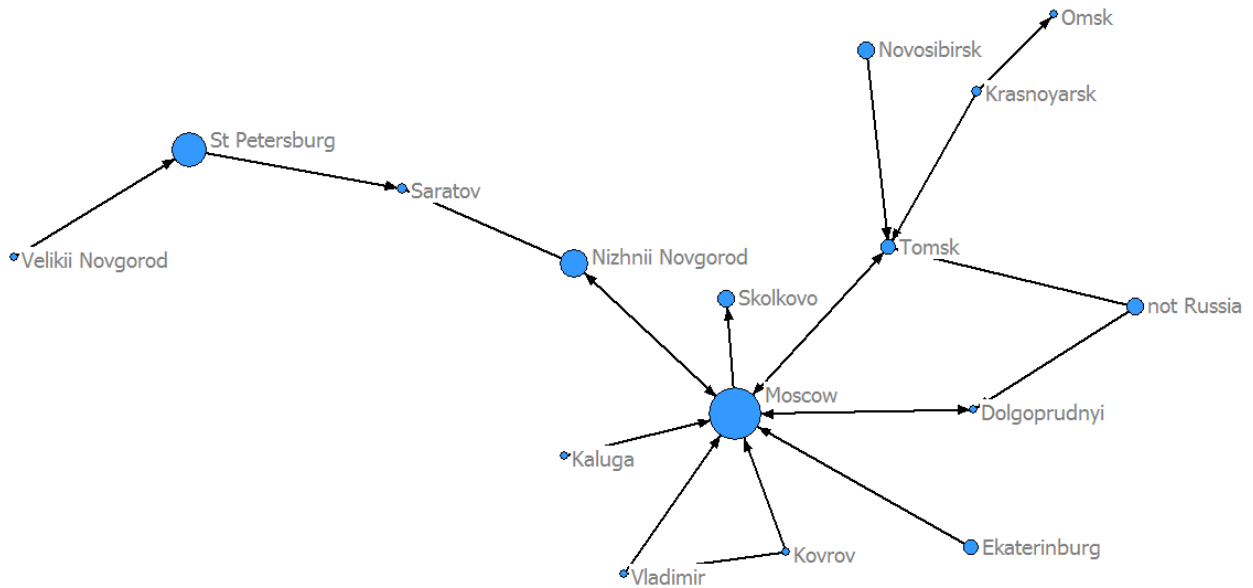 Omsk
Novosibirsk
Krasnoyarsk
St Petersburg
Saratov
Tomsk
Velikii Novgorod
Nizhnii Novgorod
Skolkovo
not Russia
Moscow
Dolgoprudnyi
Kaluga
Ekaterinburg
Kovrov
Vladimir